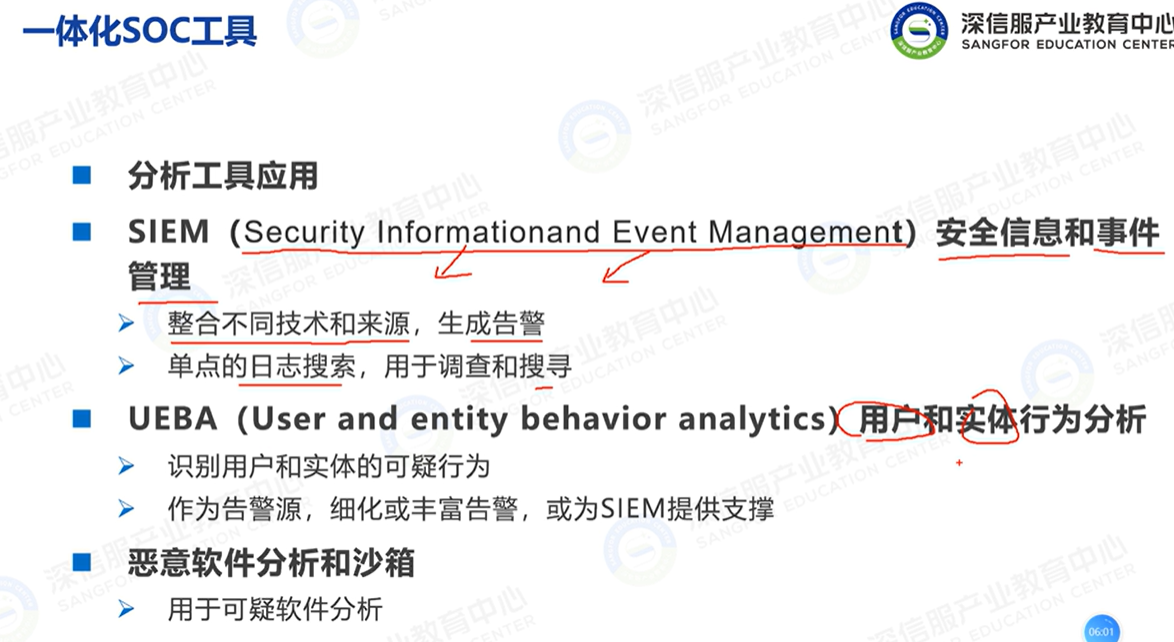 一体化SOC工具
深信服产业教育中心
SANGFOR EDUCATION CENTER
分析工具应用
SIEM（Security Informationand Event Management）安全信息和事件
管理
整合不同技术和来源，生成告警
单点的日志搜索，用于调查和搜寻
UEBA（User and entity behavior analytics）用户和实体行为分析
识别用户和实体的可疑行为
作为告警源，细化或丰富告警，或为SIEM提供支撑
恶意软件分析和沙箱
用于可疑软件分析
06:01